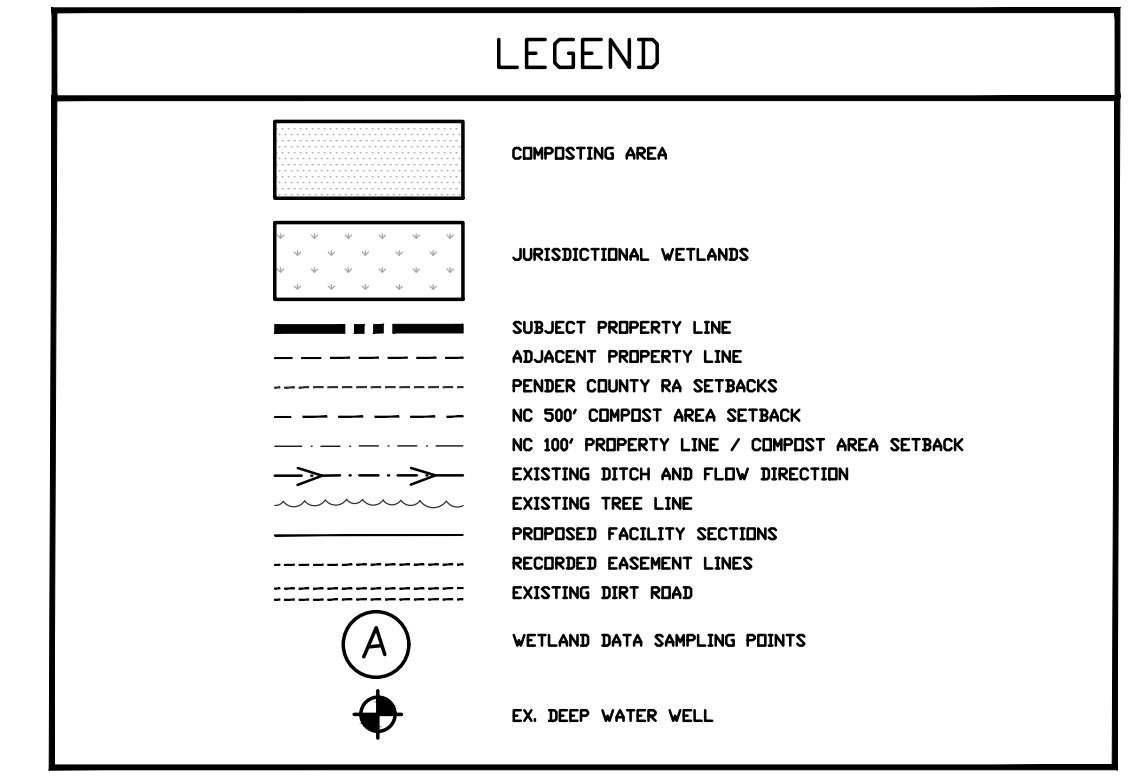 LEGEND
COMPOSTING AREA
JURISDICTIONAL WETLANDS
SUBJECT PROPERTY LINE
ADJACENT PROPERTY LINE
PENDER COUNTY RA SETBACKS
NC 500' COMPOST AREA SETBACK
NC 100' PROPERTY LINE / COMPOST AREA SETBACK
EXISTING DITCH AND FLOW DIRECTION
EXISTING TREE LINE
PROPOSED FACILITY SECTIONS
RECORDED EASEMENT LINES
EXISTING DIRT ROAD
A WETLAND DATA SAMPLING POINTS
EX. DEEP WATER WELL